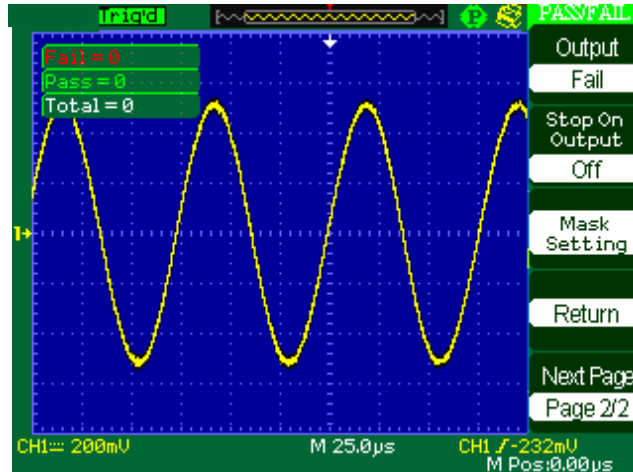 Trig'd P PASS/FAIL
Fail = 0
Pass = 0
Total = 0
1
Output
Fail
Stop On
Output
Off
Mask
Setting
Return
Next Page
Page 2/2
CH1 200mV M 25.0µs CH1 -232mV
M Pos:0.00µs